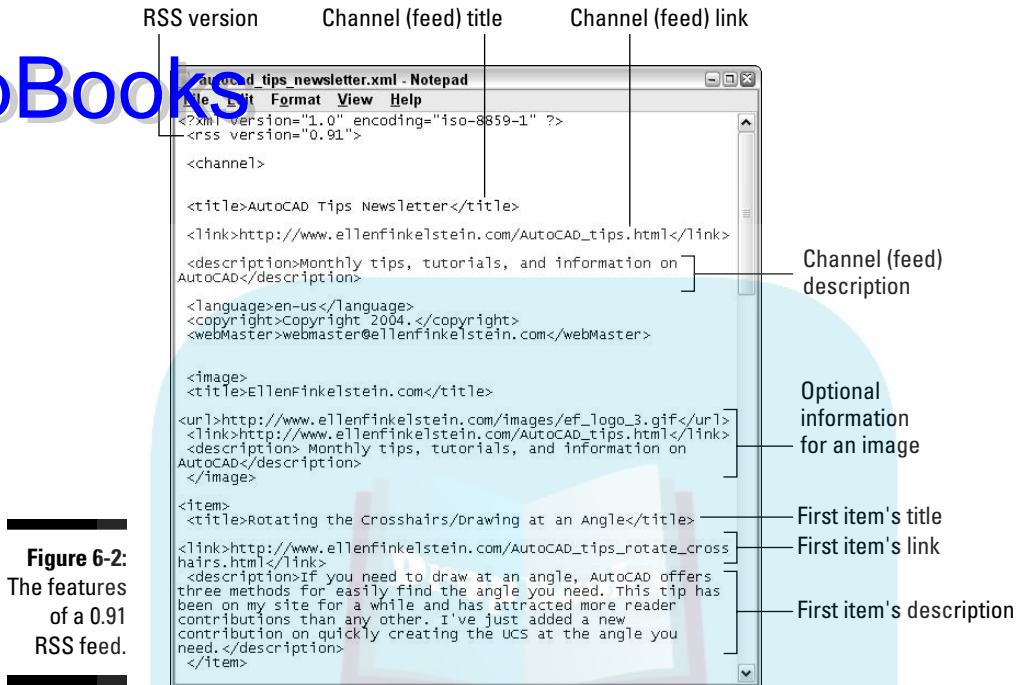 RSS version
Channel (feed) title
Channel (feed) link
oBooks
autocad_tips_newsletter.xml - Notepad
File Edit Format View Help
<?xml version="1.0" encoding="iso-8859-1" ?>
<rss version="0.91">
<channel>
<title>AutoCAD Tips Newsletter</title>
<link>http://www.ellenfinkelstein.com/AutoCAD_tips.html</link>
<description>Monthly tips, tutorials, and information on
AutoCAD</description>
Channel (feed)
description
<language>en-us</language>
<copyright>Copyright 2004.</copyright>
<webMaster>webmaster@ellenfinkelstein.com</webMaster>
<image>
<title>EllenFinkelstein.com</title>
<url>http://www.ellenfinkelstein.com/images/ef_logo_3.gif</url>
<link>http://www.ellenfinkelstein.com/AutoCAD_tips.html</link>
<description> Monthly tips, tutorials, and information on
AutoCAD</description>
</image>
Optional
information
for an image
<item>
<title>Rotating the Crosshairs/Drawing at an Angle</title>
First item's title
<link>http://www.ellenfinkelstein.com/AutoCAD_tips_rotate_cross
hairs.html</link>
First item's link
<description>If you need to draw at an angle, AutoCAD offers
three methods for easily find the angle you need. This tip has
been on my site for a while and has attracted more reader
contributions than any other. I've just added a new
contribution on quickly creating the UCS at the angle you
need.</description>
</item>
First item's description
Figure 6-2:
The features
of a 0.91
RSS feed.